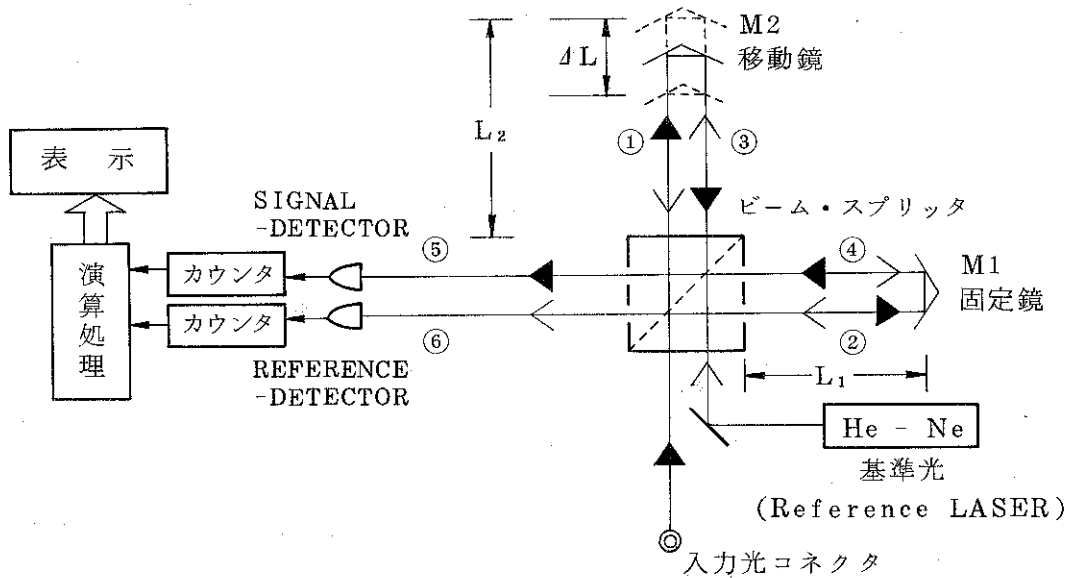 M2
移動鏡
ΔL
L₂
①
③
表 示
SIGNAL
-DETECTOR
ビーム・スプリッタ
⑤
④
演算処理
カウンタ
M1
固定鏡
カウンタ
⑥
②
REFERENCE
-DETECTOR
L₁
He - Ne
基準光
(Reference LASER)
入力光コネクタ